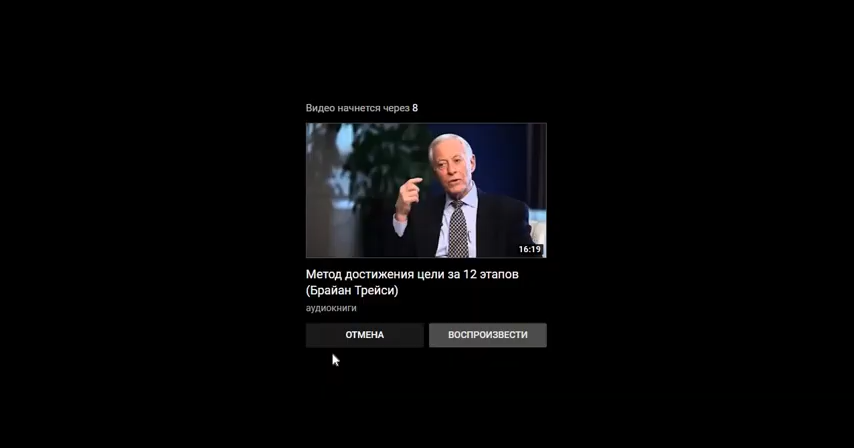 Видео начнется через 8
16:19
Метод достижения цели за 12 этапов
(Брайан Трейси)
аудиокниги
ОТМЕНА
ВОСПРОИЗВЕСТИ